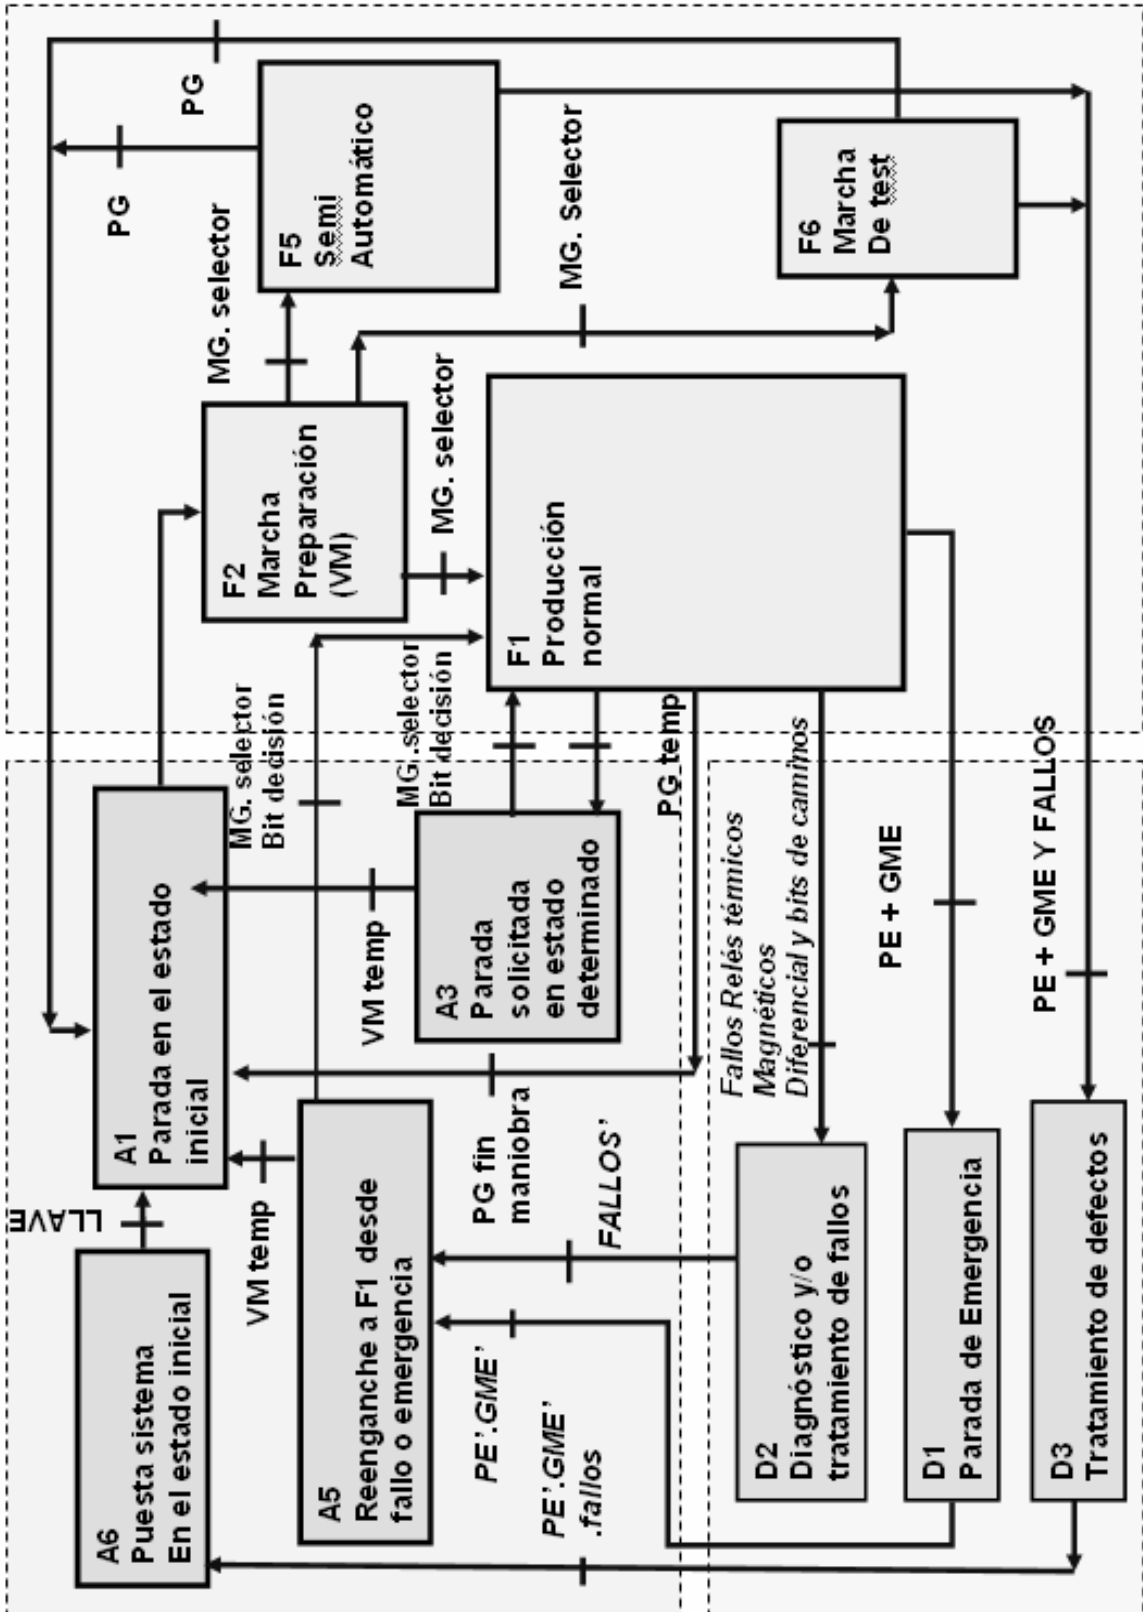 A6
Puesta sistema
En el estado inicial
LLAVE
A1
Parada en el estado
inicial
VM temp
A5
Reenganche a F1 desde
fallo o emergencia
VM temp
A3
Parada
solicitada
en estado
determinado
MG. selector
Bit decisión
MG.selector
Bit decisión
PG fin
maniobra
PG temp
FALLOS’
PE’.GME’
PE’.GME’
.fallos
D2
Diagnóstico y/o
tratamiento de fallos
D1
Parada de Emergencia
D3
Tratamiento de defectos
Fallos Relés térmicos
Magnéticos
Diferencial y bits de caminos
PE + GME
PE + GME Y FALLOS
F2
Marcha
Preparación
(VM)
MG. selector
MG. selector
MG. Selector
F1
Producción
normal
F5
Semi
Automático
PG
PG
F6
Marcha
De test